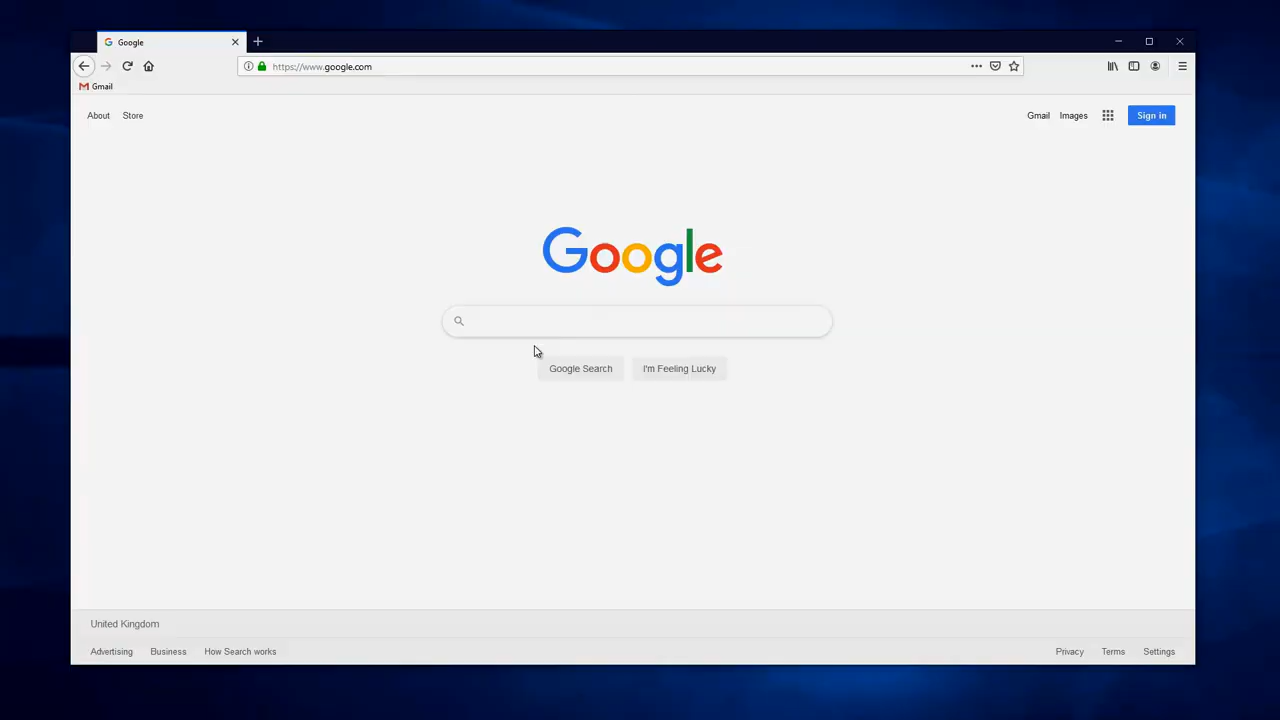 Google
https://www.google.com
Gmail
About Store Gmail Images Sign in
Google
Google Search I'm Feeling Lucky
United Kingdom
Advertising Business How Search works Privacy Terms Settings